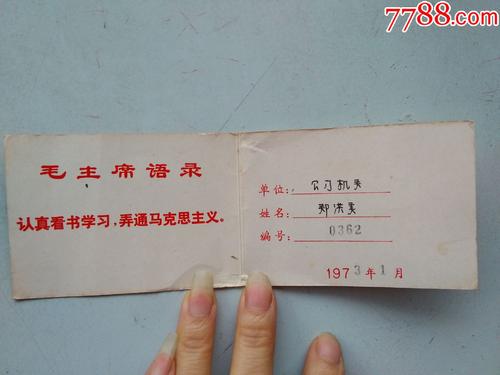 7788.com
毛主席语录
认真看书学习,弄通马克思主义。
单位:公司机关
姓名:郑洪
编号:0362
1973年1月